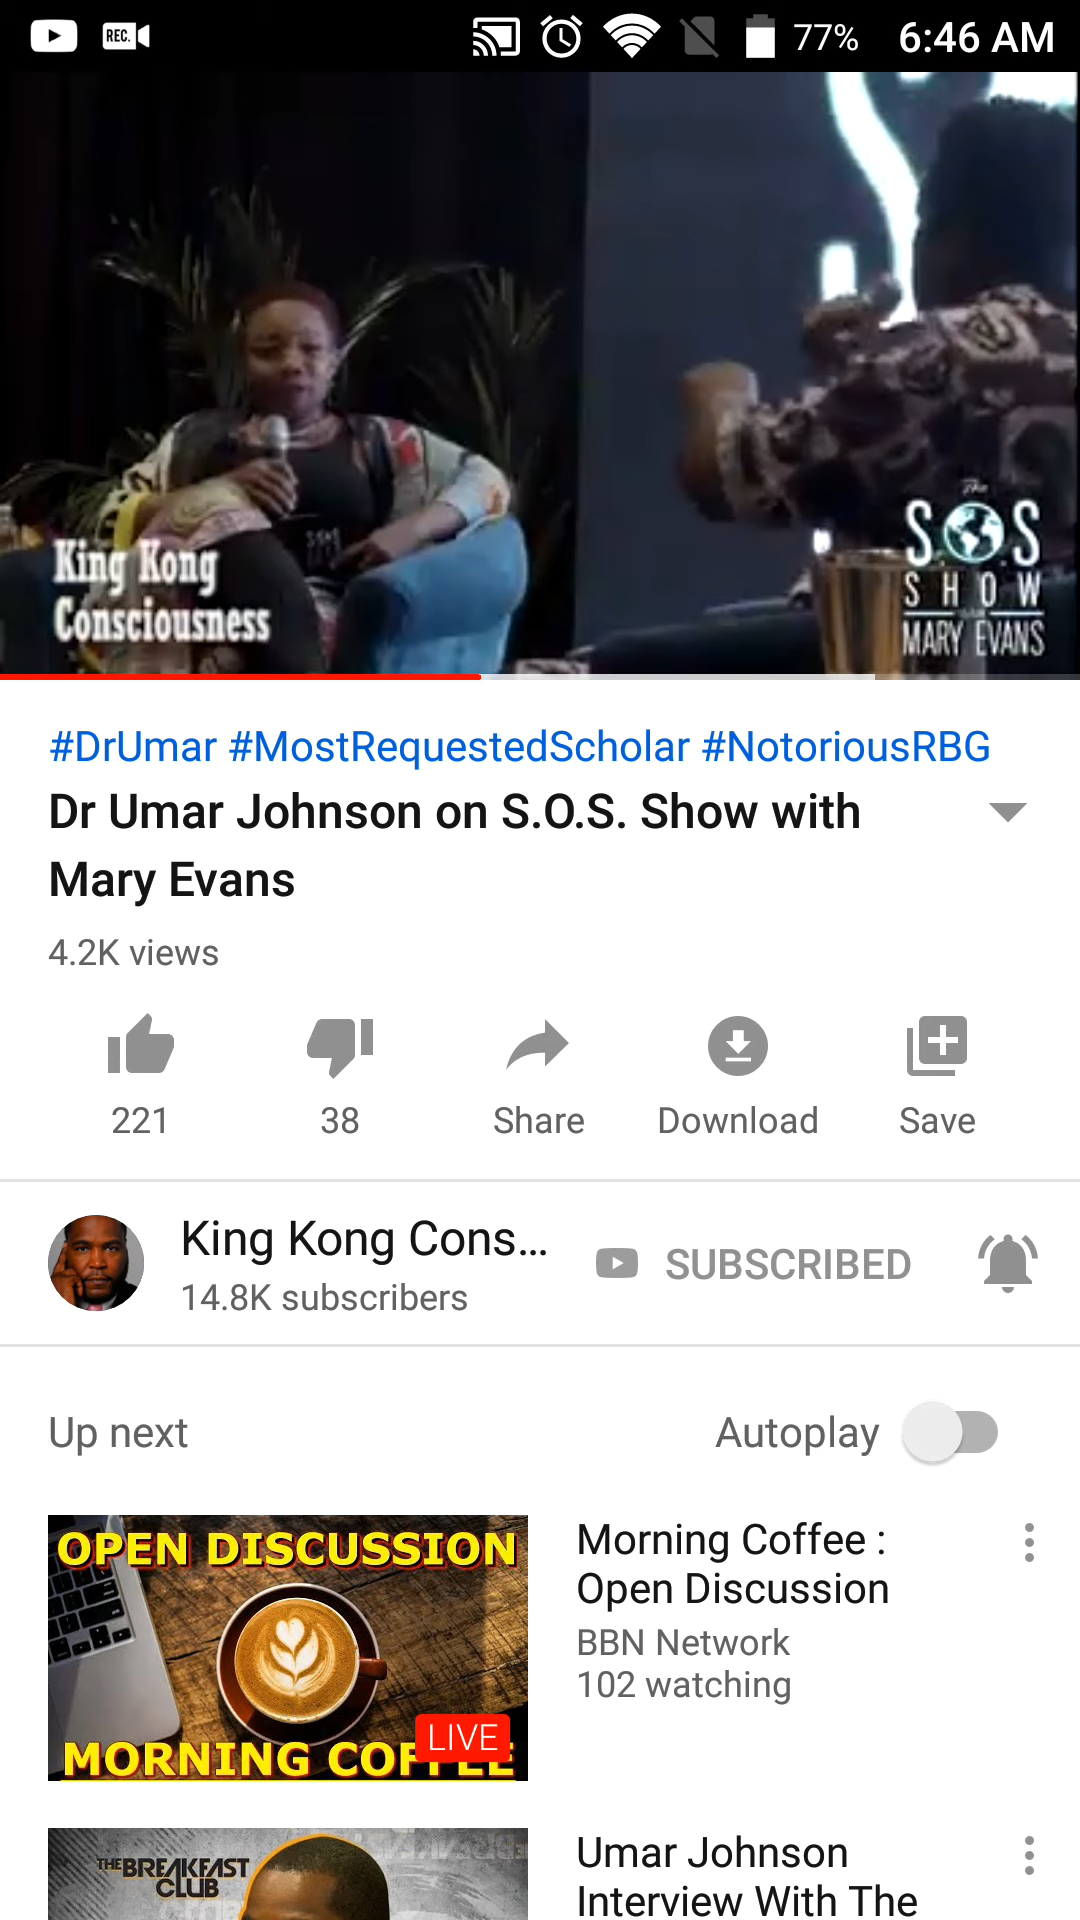 REC.
77%
6:46 AM
The
S.O.S
SHOW
MARY EVANS
King Kong
Consciousness
#DrUmar #MostRequestedScholar #NotoriousRBG
Dr Umar Johnson on S.O.S. Show with
Mary Evans
4.2K views
221
38
Share
Download
Save
King Kong Cons...
14.8K subscribers
SUBSCRIBED
Up next
Autoplay
OPEN DISCUSSION
LIVE
MORNING COFFEE
Morning Coffee :
Open Discussion
BBN Network
102 watching
THE BREAKFAST
CLUB
Umar Johnson
Interview With The